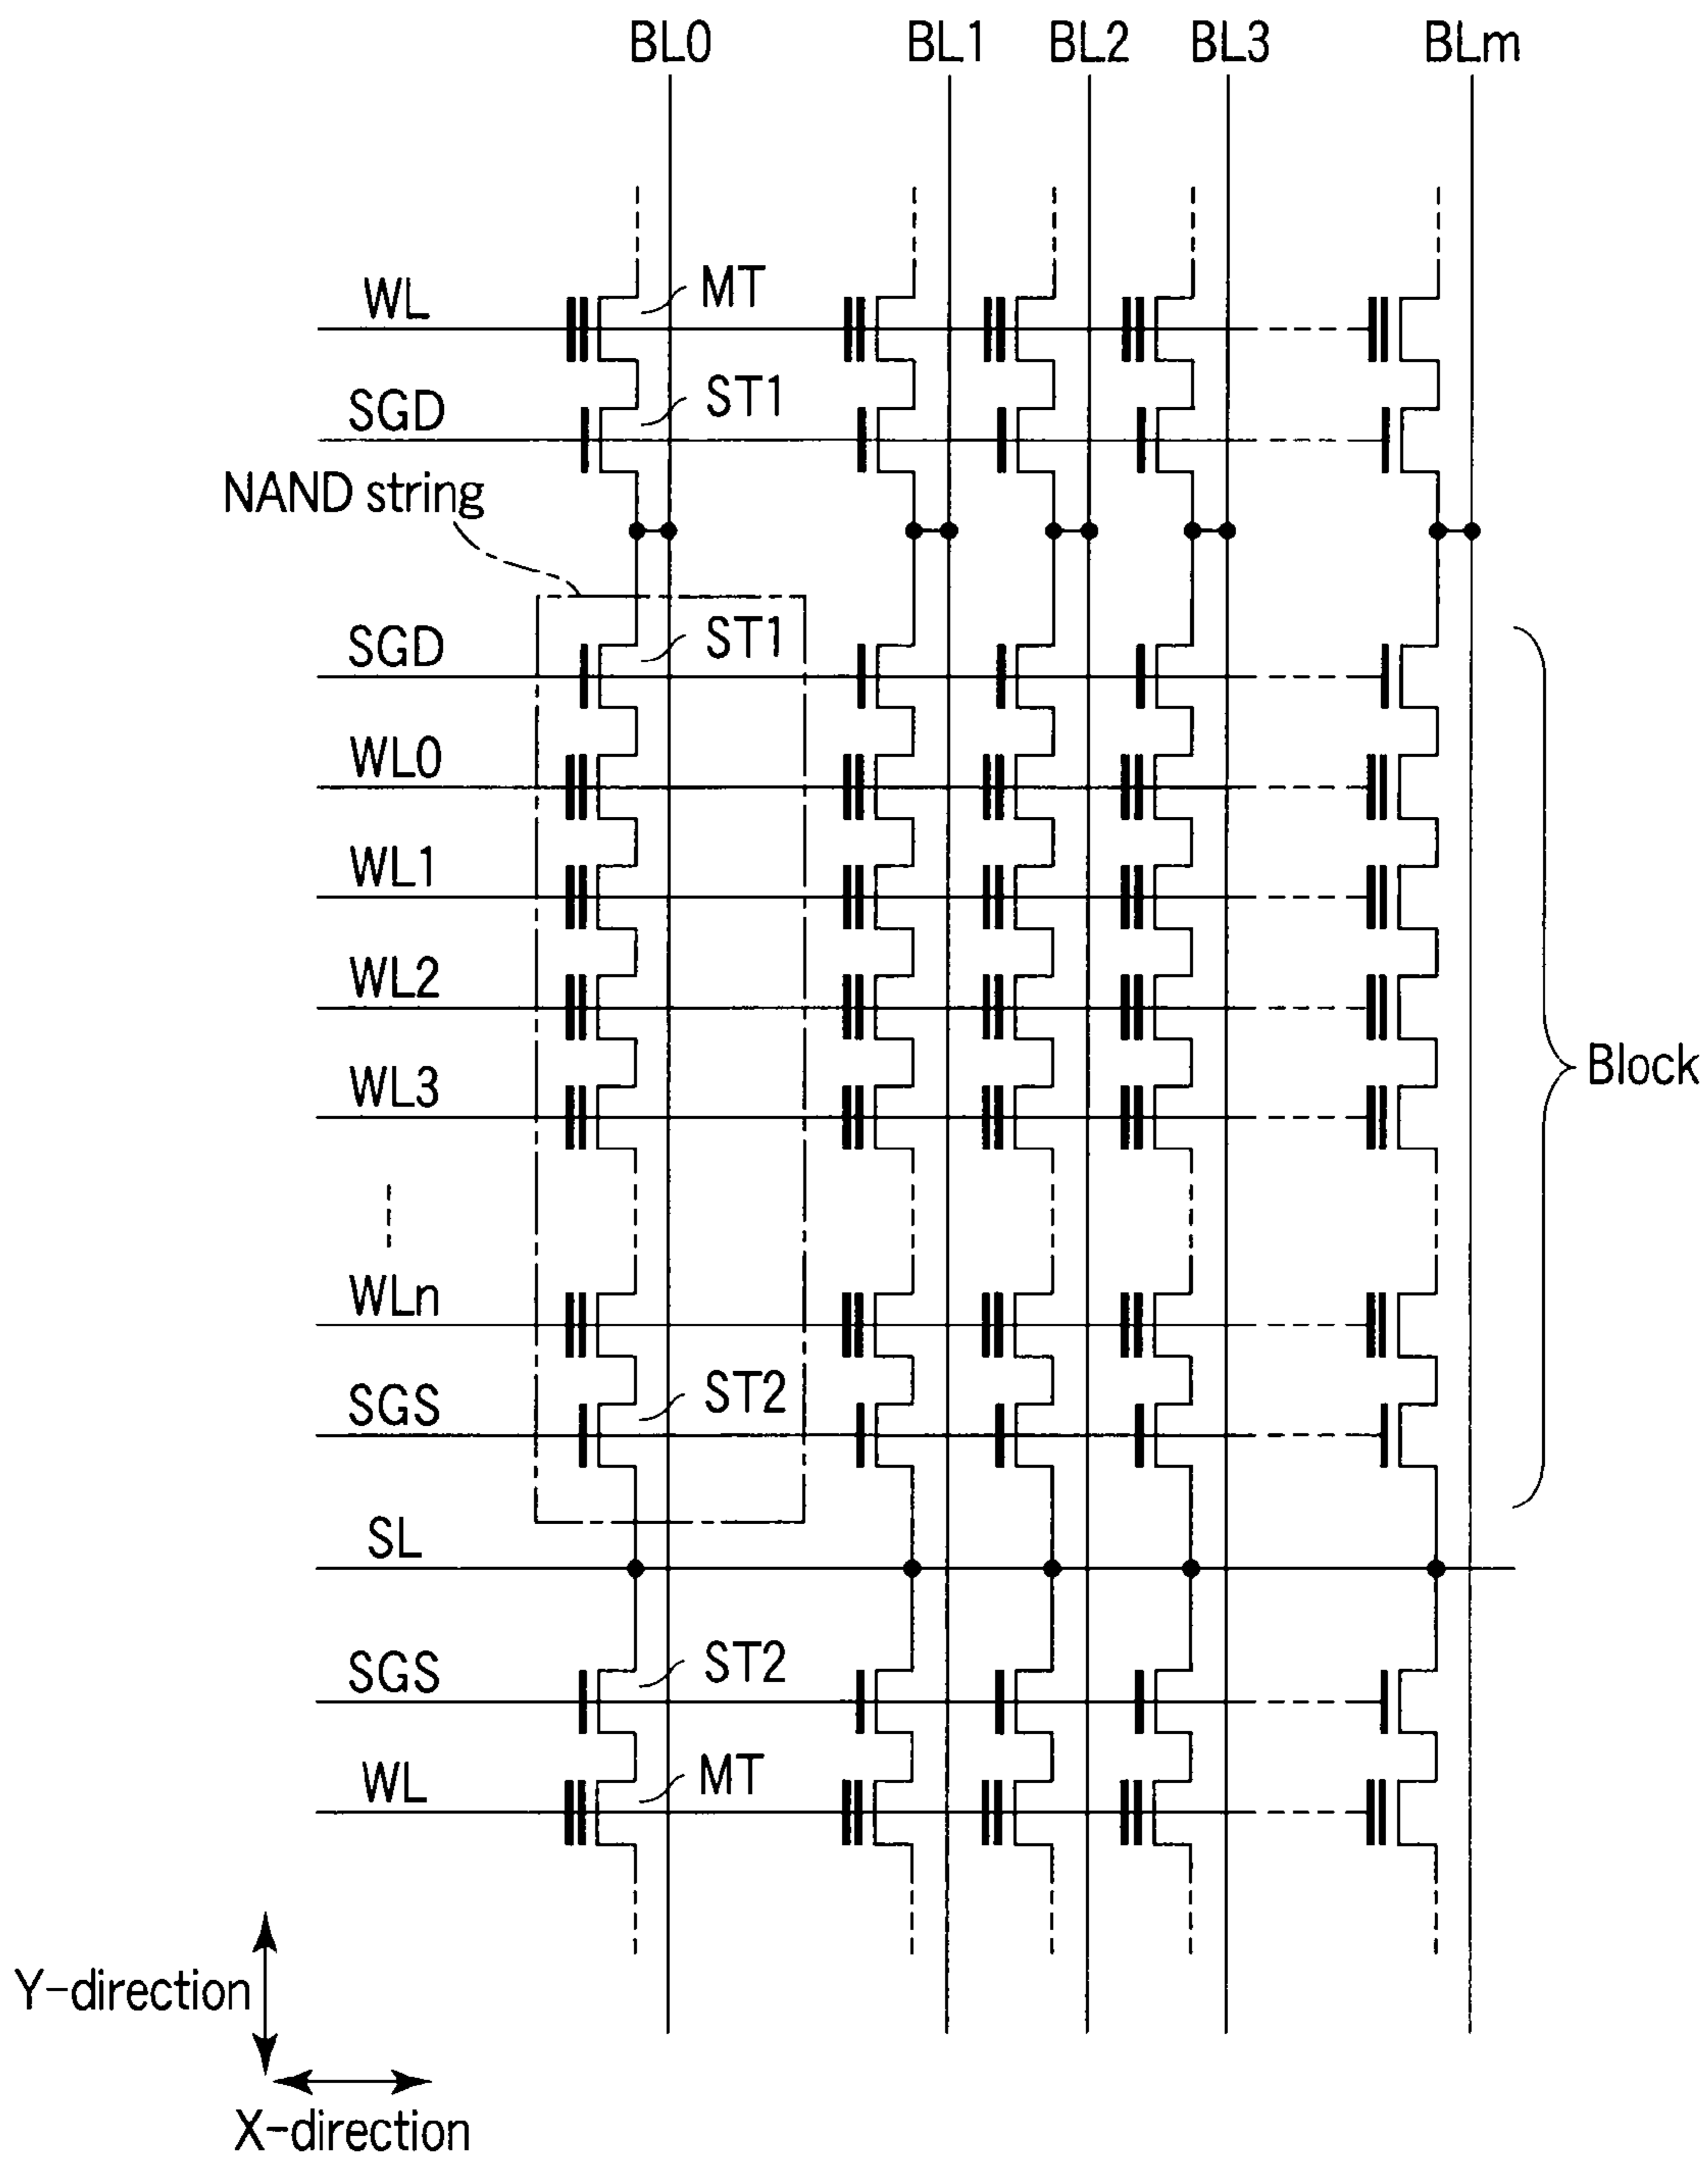 BL0 BL1 BL2 BL3 BLm
WL MT
SGD ST1
NAND string
SGD ST1
WL0
WL1
WL2
WL3
Block
WLn
SGS ST2
SL
SGS ST2
WL MT
Y-direction
X-direction